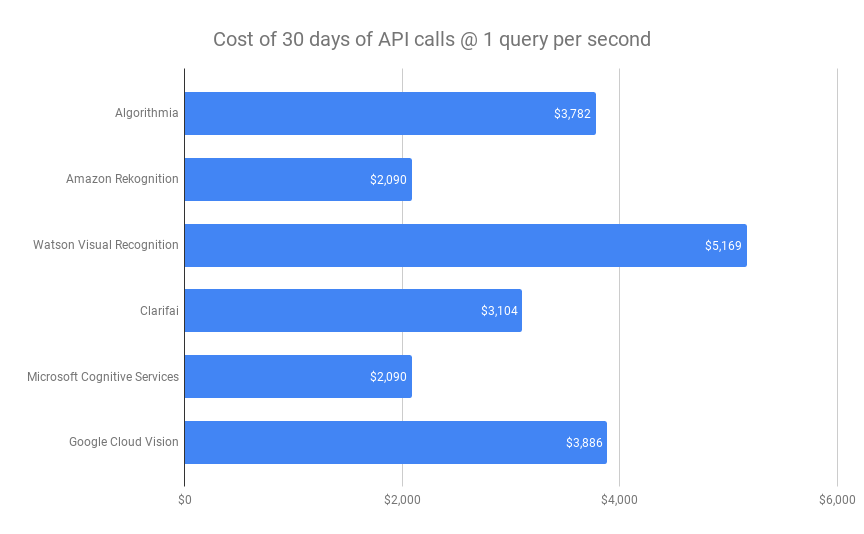 Cost of 30 days of API calls @ 1 query per second
Algorithmia
$3,782
Amazon Rekognition
$2,090
Watson Visual Recognition
$5,169
Clarifai
$3,104
Microsoft Cognitive Services
$2,090
Google Cloud Vision
$3,886
$0 $2,000 $4,000 $6,000